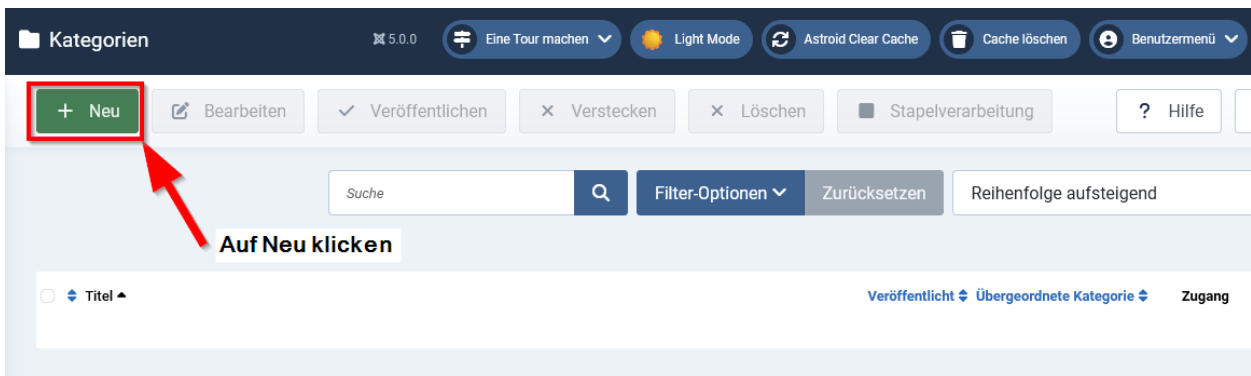 Kategorien 5.0.0 Eine Tour machen Light Mode Astroid Clear Cache Cache löschen Benutzermenü
+ Neu Bearbeiten Veröffentlichen Verstecken Löschen Stapelverarbeitung ? Hilfe
Suche Filter-Optionen Zurücksetzen Reihenfolge aufsteigend
Auf Neu klicken
Titel Veröffentlicht Übergeordnete Kategorie Zugang